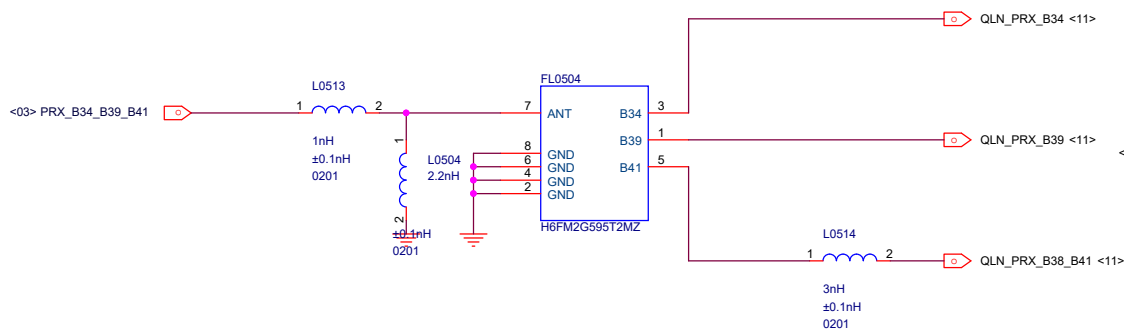 QLN_PRX_B34 <11>
FL0504
L0513
<03> PRX_B34_B39_B41
1
2
7
ANT
B34
3
1nH
±0.1nH
0201
1
L0504
2.2nH
2
±0.1nH
0201
8
GND
6
GND
4
GND
2
GND
B39
1
QLN_PRX_B39 <11>
B41
5
<
H6FM2G595T2MZ
L0514
1
2
QLN_PRX_B38_B41 <11>
3nH
±0.1nH
0201